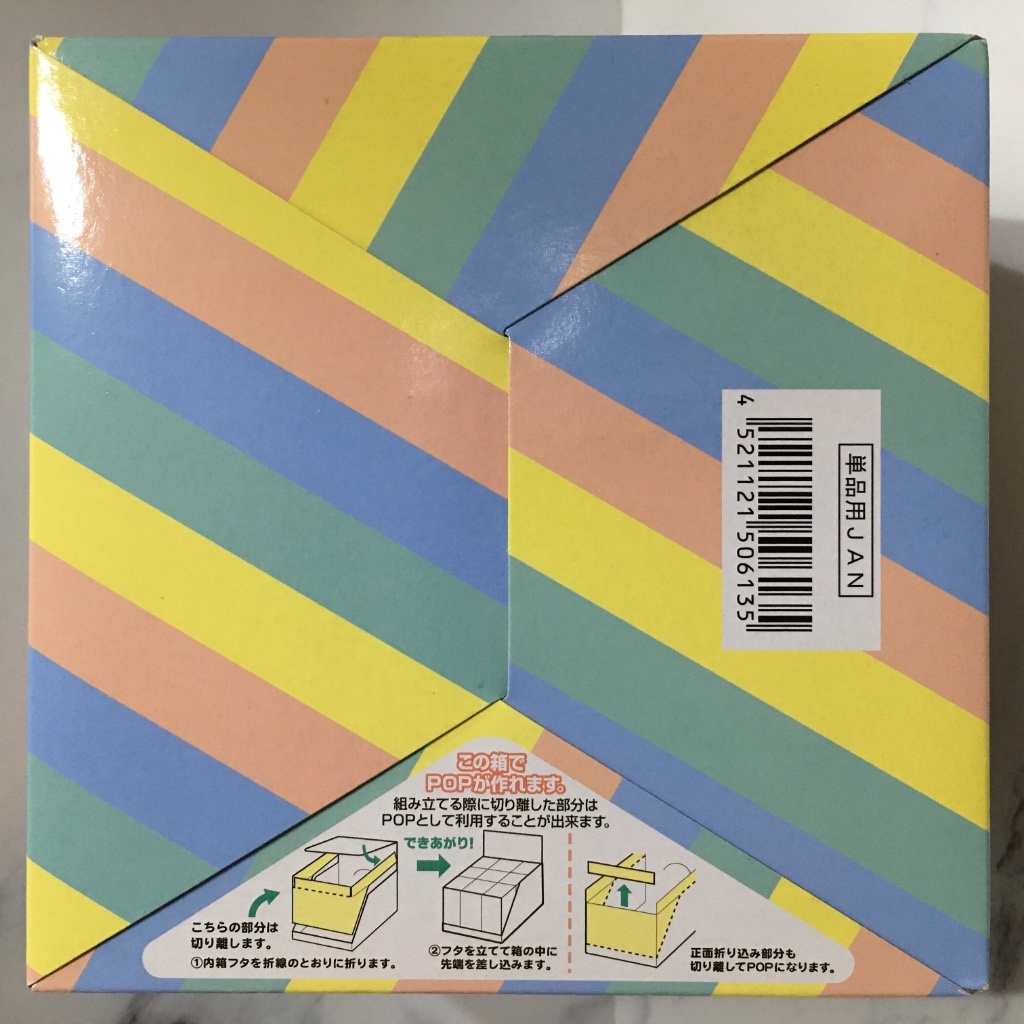 4 521121 506135
単品用JAN
この箱で
POPが作れます。
組み立てる際に切り離した部分は
POPとして利用することが出来ます。
できあがり!
こちらの部分は
切り離します。
①内箱フタを折線のとおりに折ります。
②フタを立てて箱の中に
先端を差し込みます。
正面折り込み部分も
切り離してPOPになります。